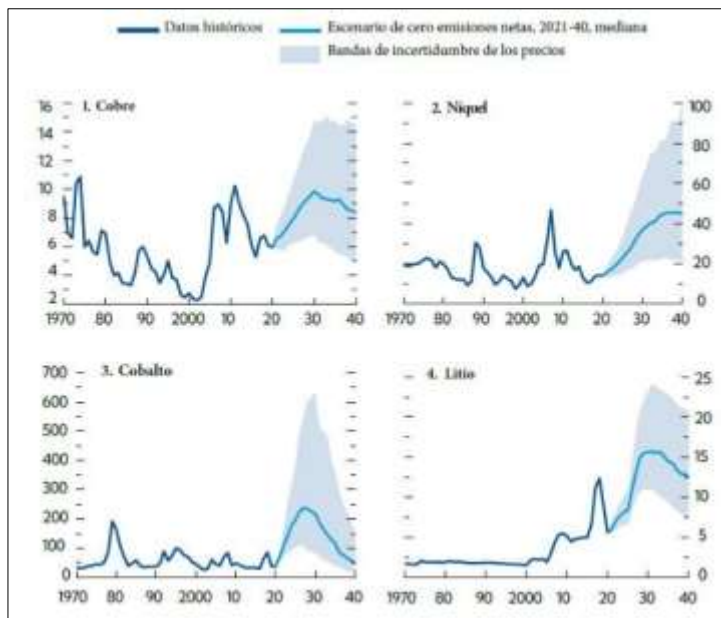 Datos históricos
Escenario de cero emisiones netas, 2021-40, mediana
Bandas de incertidumbre de los precios
1. Cobre
16
14
12
10
8
6
4
2
1970 80 90 2000 10 20 30 40
2. Niquel
100
80
60
40
20
0
1970 80 90 2000 10 20 30 40
3. Cobalto
700
600
500
400
300
200
100
0
1970 80 90 2000 10 20 30 40
4. Litio
25
20
15
10
5
0
1970 80 90 2000 10 20 30 40